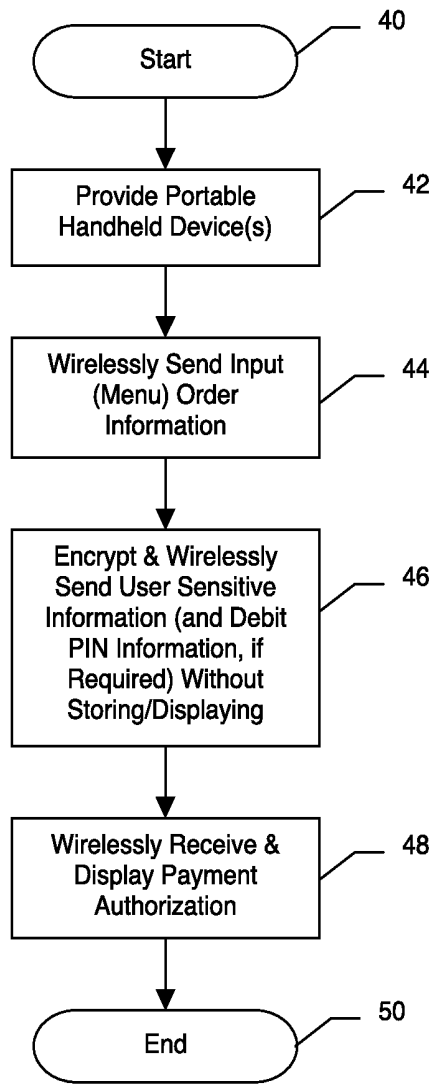 40
Start
42
Provide Portable
Handheld Device(s)
44
Wirelessly Send Input
(Menu) Order
Information
46
Encrypt & Wirelessly
Send User Sensitive
Information (and Debit
PIN Information, if
Required) Without
Storing/Displaying
48
Wirelessly Receive &
Display Payment
Authorization
50
End